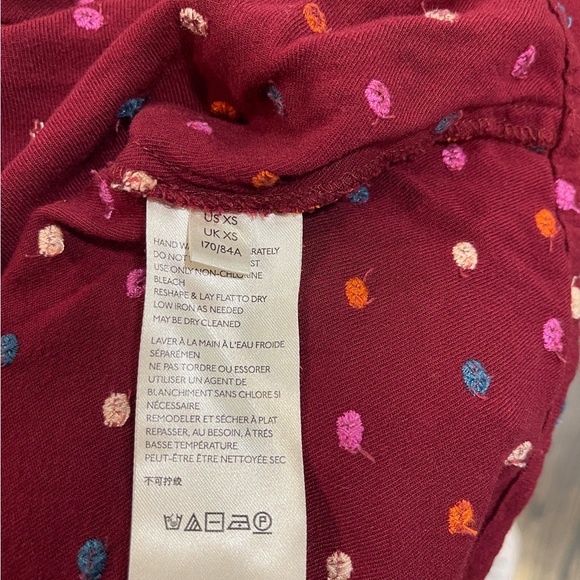 US XS
UK XS
170/84A
HAND
DO NOT
USE ONLY NON-CHLORINE
BLEACH
RESHAPE & LAY FLAT TO DRY
LOW IRON AS NEEDED
MAY BE DRY CLEANED
LAVER À LA MAIN À L'EAU FROIDE
SÉPARÉMEN
NE PAS TORDRE OU ESSORER
UTILISER UN AGENT DE
BLANCHIMENT SANS CHLORE SI
NÉCESSAIRE
REMODELER ET SÉCHER À PLAT
REPASSER, AU BESOIN, À TRÈS
BASSE TEMPÉRATURE
PEUT-ÊTRE ÊTRE NETTOYÉE SEC
不可拧绞